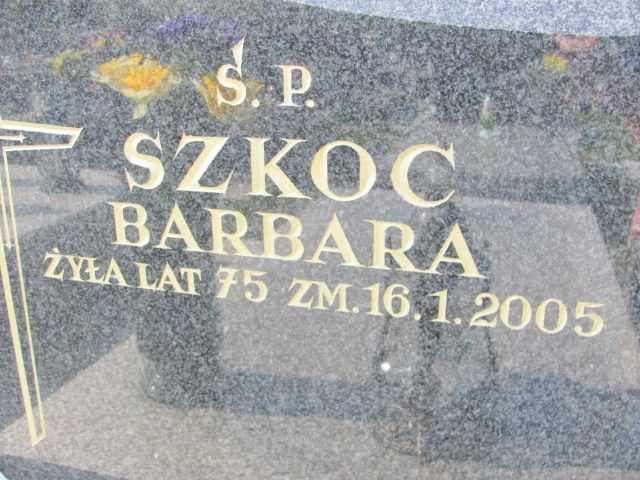 Ś. P.
SZKOC
BARBARA
ŻYŁA LAT 75 ZM. 16. 1. 2005